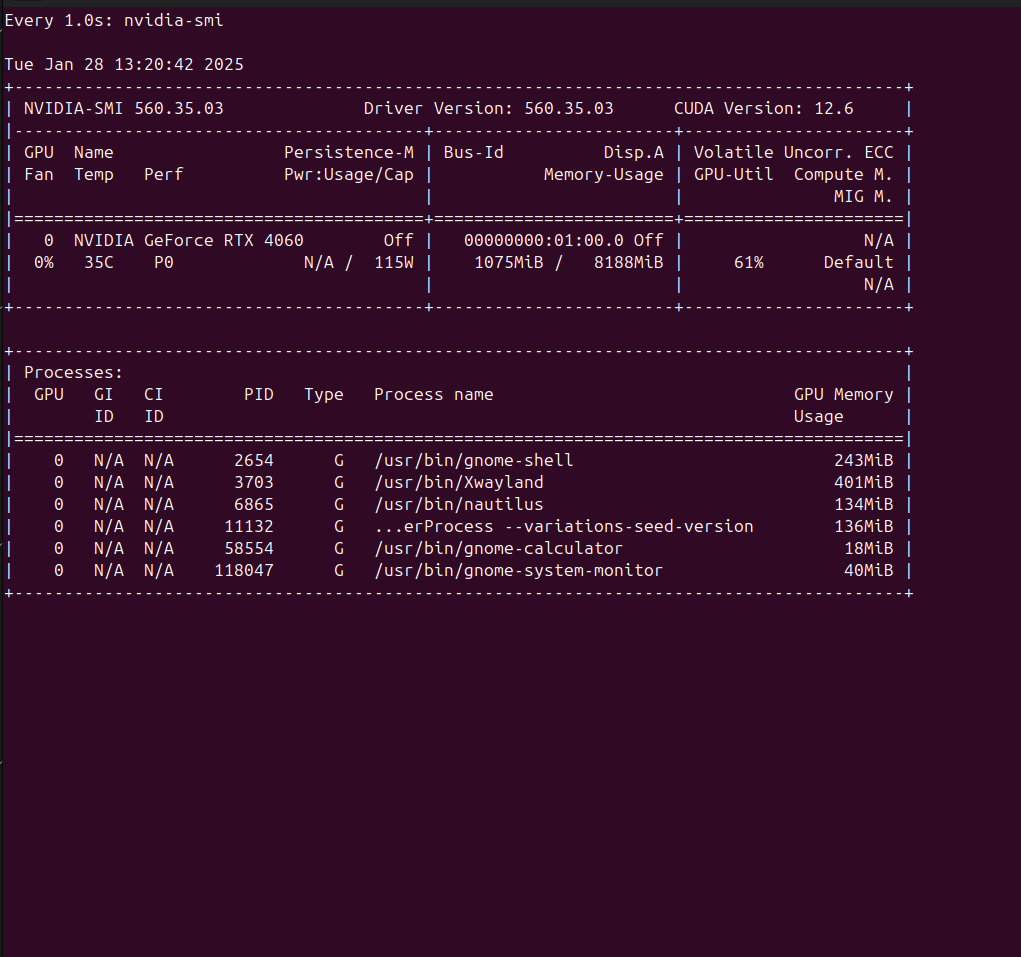 Every 1.0s: nvidia-smi
Tue Jan 28 13:20:42 2025
+-----------------------------------------------------------------------------------------+
| NVIDIA-SMI 560.35.03              Driver Version: 560.35.03      CUDA Version: 12.6     |
|-----------------------------------------+------------------------+----------------------+
| GPU  Name                 Persistence-M | Bus-Id          Disp.A | Volatile Uncorr. ECC |
| Fan  Temp   Perf          Pwr:Usage/Cap |           Memory-Usage | GPU-Util  Compute M. |
|                                         |                        |               MIG M. |
|=========================================+========================+======================|
|   0  NVIDIA GeForce RTX 4060        Off |   00000000:01:00.0 Off |                  N/A |
|  0%   35C    P0             N/A /  115W |    1075MiB /   8188MiB |     61%      Default |
|                                         |                        |                  N/A |
+-----------------------------------------+------------------------+----------------------+
+-----------------------------------------------------------------------------------------+
| Processes:                                                                              |
|  GPU   GI   CI        PID   Type   Process name                              GPU Memory |
|        ID   ID                                                               Usage      |
|=========================================================================================|
|    0   N/A  N/A      2654      G   /usr/bin/gnome-shell                          243MiB |
|    0   N/A  N/A      3703      G   /usr/bin/Xwayland                             401MiB |
|    0   N/A  N/A      6865      G   /usr/bin/nautilus                             134MiB |
|    0   N/A  N/A     11132      G   ...erProcess --variations-seed-version        136MiB |
|    0   N/A  N/A     58554      G   /usr/bin/gnome-calculator                      18MiB |
|    0   N/A  N/A    118047      G   /usr/bin/gnome-system-monitor                  40MiB |
+-----------------------------------------------------------------------------------------+